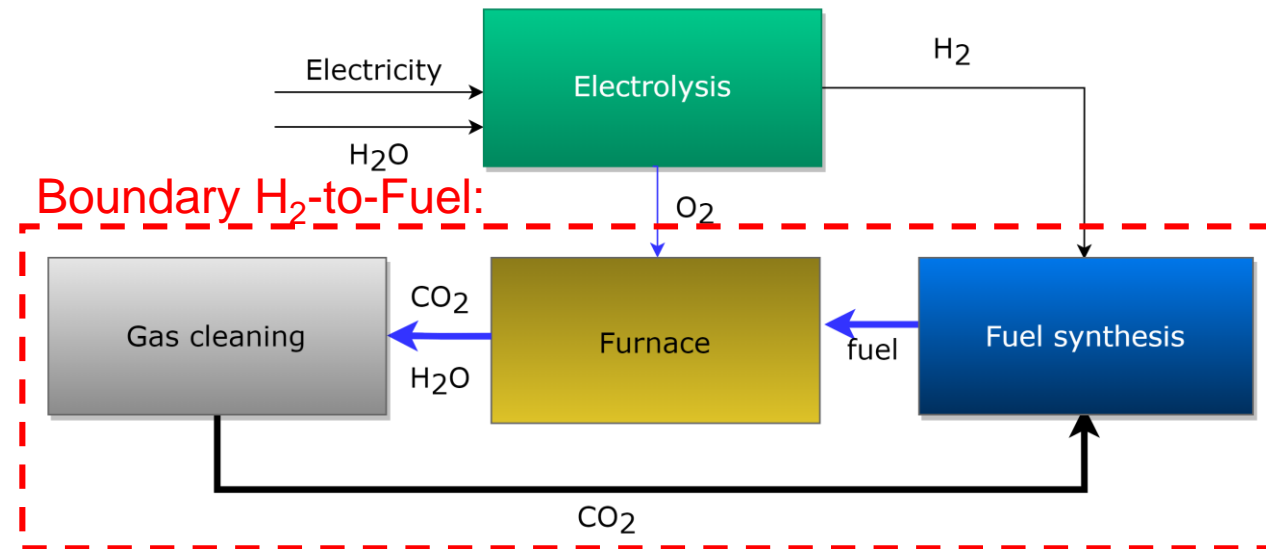 Electricity
H₂O
Electrolysis
H₂
Boundary H₂-to-Fuel:
O₂
Gas cleaning
CO₂
H₂O
Furnace
fuel
Fuel synthesis
CO₂